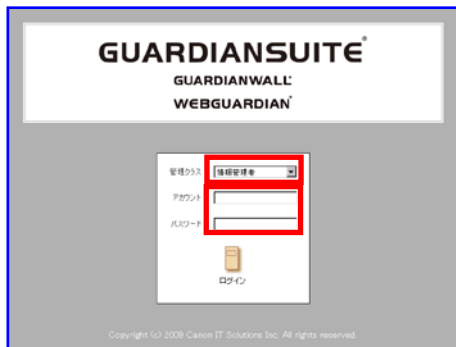 GUARDIANSUITE®
GUARDIANWALL®
WEBGUARDIAN®
管理クラス 情報管理者
アカウント
パスワード
ログイン
Copyright (c) 2009 Canon IT Solutions Inc. All rights reserved.